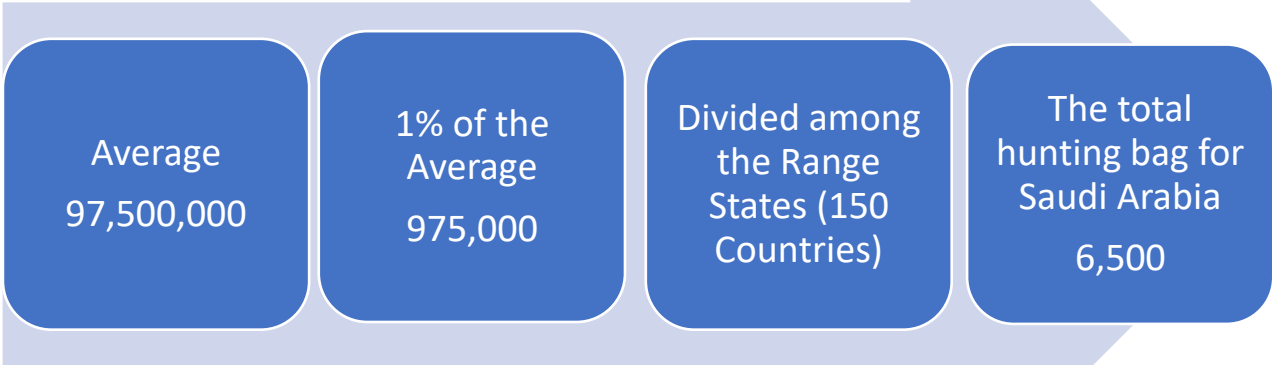 Average
97,500,000
1% of the
Average
975,000
Divided among
the Range
States (150
Countries)
The total
hunting bag for
Saudi Arabia
6,500